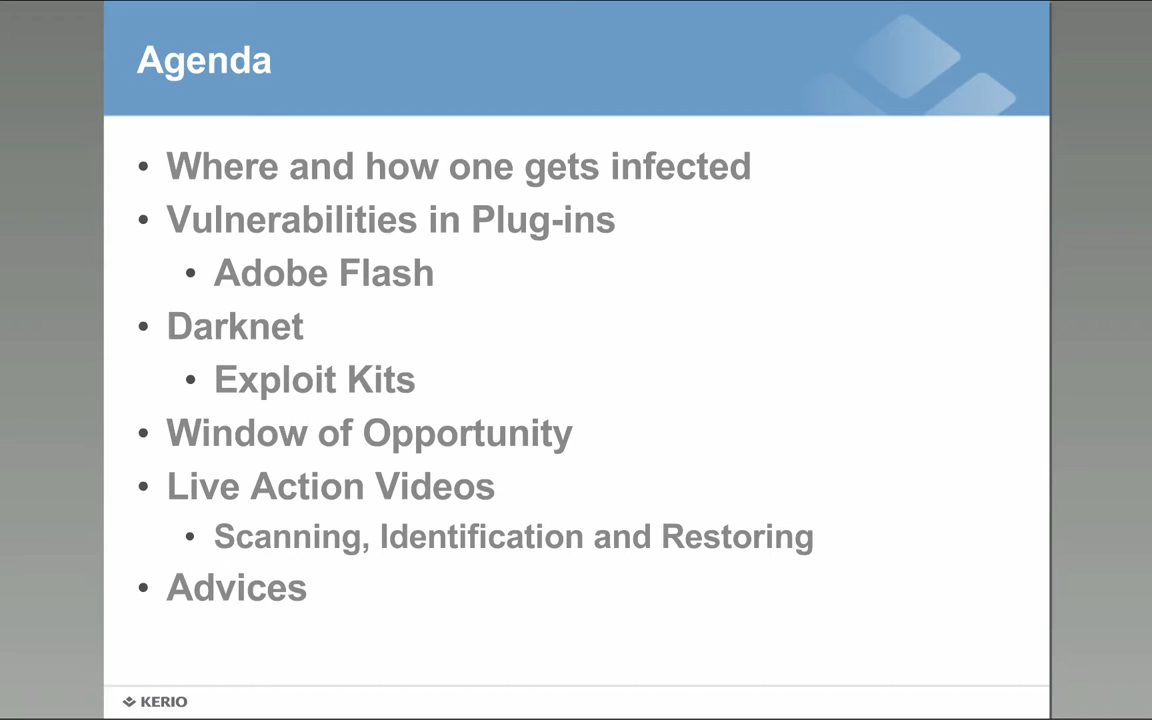 Agenda
• Where and how one gets infected
• Vulnerabilities in Plug-ins
• Adobe Flash
• Darknet
• Exploit Kits
• Window of Opportunity
• Live Action Videos
• Scanning, Identification and Restoring
• Advices
KERIO